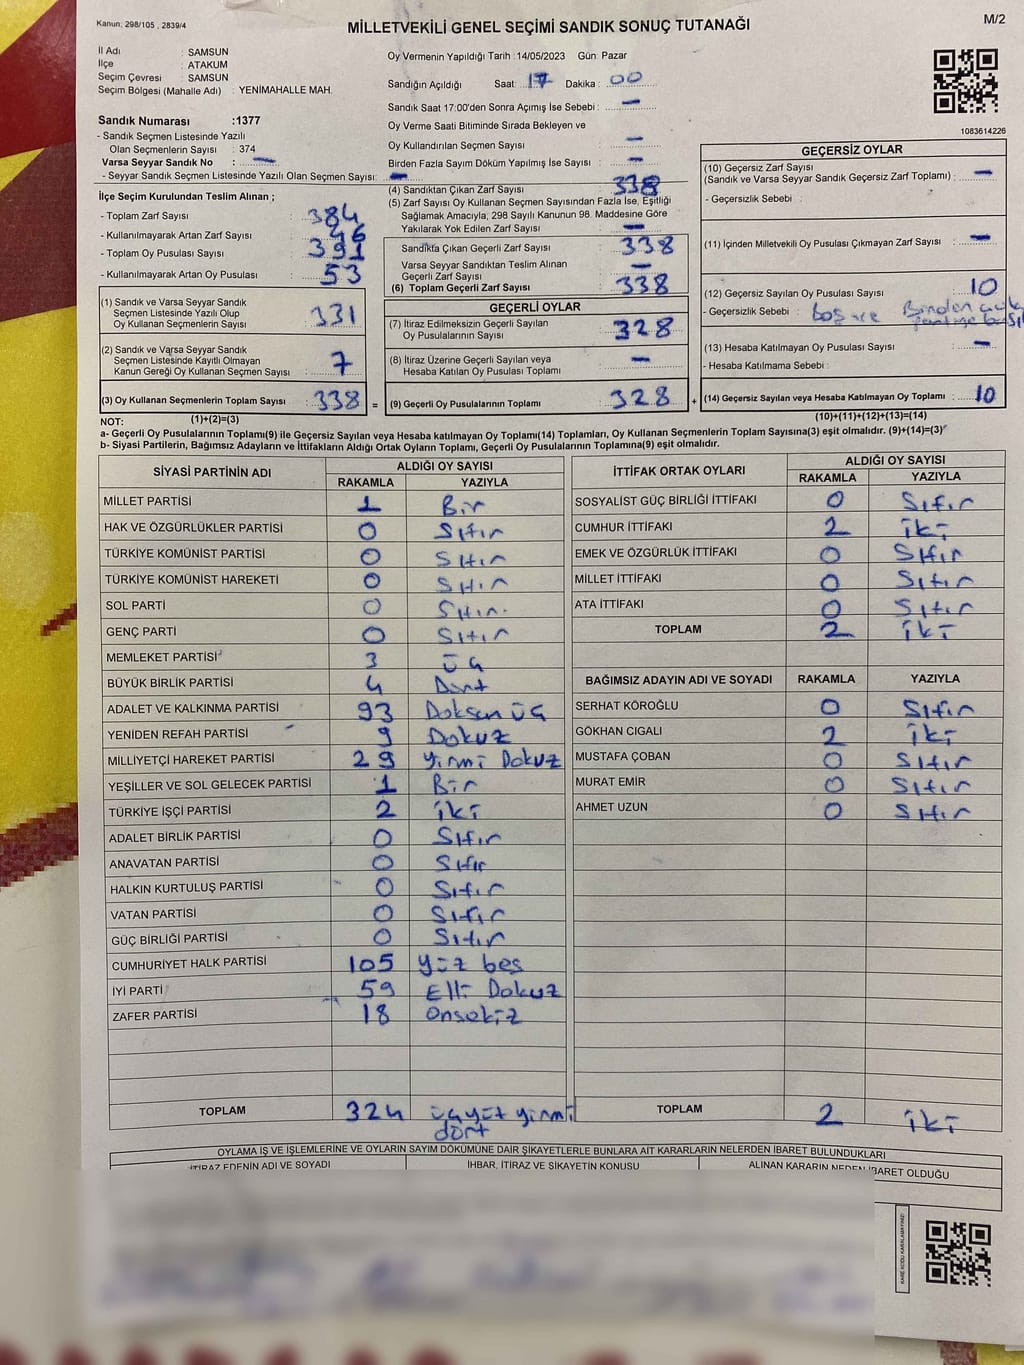 Kanun; 298/105 , 2839/4
MİLLETVEKİLİ GENEL SEÇİMİ SANDIK SONUÇ TUTANAĞI
M/2
İl Adı : SAMSUN
İlçe : ATAKUM
Seçim Çevresi : SAMSUN
Seçim Bölgesi (Mahalle Adı) : YENİMAHALLE MAH.
Sandık Numarası :1377
- Sandık Seçmen Listesinde Yazılı
Olan Seçmenlerin Sayısı : 374
Varsa Seyyar Sandık No : —
- Seyyar Sandık Seçmen Listesinde Yazılı Olan Seçmen Sayısı: —
Oy Vermenin Yapıldığı Tarih :14/05/2023 Gün: Pazar
Sandığın Açıldığı Saat: 17 Dakika : 00
Sandık Saat 17:00'den Sonra Açımış İse Sebebi : —
Oy Verme Saati Bitiminde Sırada Bekleyen ve
Oy Kullandırılan Seçmen Sayısı : —
Birden Fazla Sayım Döküm Yapılmış İse Sayısı : —
1083614226
İlçe Seçim Kurulundan Teslim Alınan ;
- Toplam Zarf Sayısı : 384
- Kullanılmayarak Artan Zarf Sayısı : 46
- Toplam Oy Pusulası Sayısı : 391
- Kullanılmayarak Artan Oy Pusulası : 53
(4) Sandıktan Çıkan Zarf Sayısı : 338
(5) Zarf Sayısı Oy Kullanan Seçmen Sayısından Fazla İse, Eşitliği
Sağlamak Amacıyla; 298 Sayılı Kanunun 98. Maddesine Göre
Yakılarak Yok Edilen Zarf Sayısı : —
Sandıkta Çıkan Geçerli Zarf Sayısı : 338
Varsa Seyyar Sandıktan Teslim Alınan
Geçerli Zarf Sayısı : —
(6) Toplam Geçerli Zarf Sayısı : 338
GEÇERSİZ OYLAR
(10) Geçersiz Zarf Sayısı
(Sandık ve Varsa Seyyar Sandık Geçersiz Zarf Toplamı) : —
- Geçersizlik Sebebi :
(11) İçinden Milletvekili Oy Pusulası Çıkmayan Zarf Sayısı : —
(12) Geçersiz Sayılan Oy Pusulası Sayısı : 10
- Geçersizlik Sebebi : Boş ve Birden
(13) Hesaba Katılmayan Oy Pusulası Sayısı : —
- Hesaba Katılmama Sebebi :
(14) Geçersiz Sayılan veya Hesaba Katılmayan Oy Toplamı : 10
(1) Sandık ve Varsa Seyyar Sandık
Seçmen Listesinde Yazılı Olup
Oy Kullanan Seçmenlerin Sayısı : 331
(2) Sandık ve Varsa Seyyar Sandık
Seçmen Listesinde Kayıtlı Olmayan
Kanun Gereği Oy Kullanan Seçmen Sayısı : 7
(3) Oy Kullanan Seçmenlerin Toplam Sayısı : 338 =
GEÇERLİ OYLAR
(7) İtiraz Edilmeksizin Geçerli Sayılan
Oy Pusulalarının Sayısı : 328
(8) İtiraz Üzerine Geçerli Sayılan veya
Hesaba Katılan Oy Pusulası Toplamı : —
(9) Geçerli Oy Pusulalarının Toplamı : 328 +
NOT: (1)+(2)=(3)
(10)+(11)+(12)+(13)=(14)
a- Geçerli Oy Pusulalarının Toplamı(9) ile Geçersiz Sayılan veya Hesaba katılmayan Oy Toplamı(14) Toplamları, Oy Kullanan Seçmenlerin Toplam Sayısına(3) eşit olmalıdır. (9)+(14)=(3)
b- Siyasi Partilerin, Bağımsız Adayların ve İttifakların Aldığı Ortak Oyların Toplamı, Geçerli Oy Pusulalarının Toplamına(9) eşit olmalıdır.
SİYASİ PARTİNİN ADI ALDIĞI OY SAYISI
RAKAMLA YAZIYLA
MİLLET PARTİSİ 1 Bir
HAK VE ÖZGÜRLÜKLER PARTİSİ 0 Sıfır
TÜRKİYE KOMÜNİST PARTİSİ 0 Sıfır
TÜRKİYE KOMÜNİST HAREKETİ 0 Sıfır
SOL PARTİ 0 Sıfır
GENÇ PARTİ 0 Sıfır
MEMLEKET PARTİSİ 3 üç
BÜYÜK BİRLİK PARTİSİ 4 Dört
ADALET VE KALKINMA PARTİSİ 93 Doksan üç
YENİDEN REFAH PARTİSİ 9 Dokuz
MİLLİYETÇİ HAREKET PARTİSİ 29 Yirmi Dokuz
YEŞİLLER VE SOL GELECEK PARTİSİ 1 Bir
TÜRKİYE İŞÇİ PARTİSİ 2 iki
ADALET BİRLİK PARTİSİ 0 Sıfır
ANAVATAN PARTİSİ 0 Sıfır
HALKIN KURTULUŞ PARTİSİ 0 Sıfır
VATAN PARTİSİ 0 Sıfır
GÜÇ BİRLİĞİ PARTİSİ 0 Sıfır
CUMHURİYET HALK PARTİSİ 105 yüz beş
İYİ PARTİ 59 Elli Dokuz
ZAFER PARTİSİ 18 Onsekiz
TOPLAM 324 üçyüz yirmi
dört
İTTİFAK ORTAK OYLARI ALDIĞI OY SAYISI
RAKAMLA YAZIYLA
SOSYALİST GÜÇ BİRLİĞİ İTTİFAKI 0 Sıfır
CUMHUR İTTİFAKI 2 iki
EMEK VE ÖZGÜRLÜK İTTİFAKI 0 Sıfır
MİLLET İTTİFAKI 0 Sıfır
ATA İTTİFAKI 0 Sıfır
TOPLAM 2 iki
BAĞIMSIZ ADAYIN ADI VE SOYADI RAKAMLA YAZIYLA
SERHAT KÖROĞLU 0 Sıfır
GÖKHAN CIGALI 2 iki
MUSTAFA ÇOBAN 0 Sıfır
MURAT EMİR 0 Sıfır
AHMET UZUN 0 Sıfır
TOPLAM 2 iki
OYLAMA İŞ VE İŞLEMLERİNE VE OYLARIN SAYIM DÖKÜMÜNE DAİR ŞİKAYETLERLE BUNLARA AİT KARARLARIN NELERDEN İBARET BULUNDUKLARI
İTİRAZ EDENİN ADI VE SOYADI İHBAR, İTİRAZ VE ŞİKAYETİN KONUSU ALINAN KARARIN NEDEN İBARET OLDUĞU